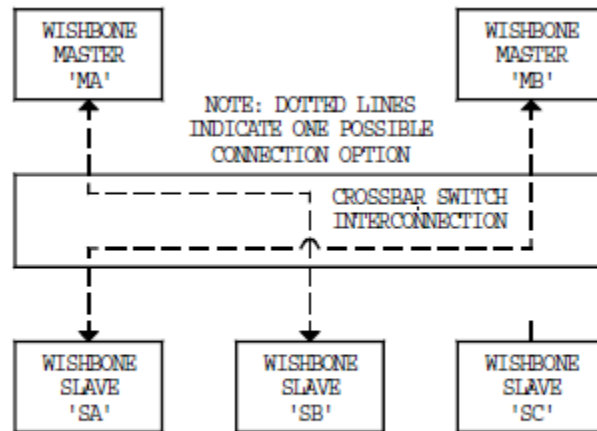 WISHBONE
MASTER
'MA'
WISHBONE
MASTER
'MB'
NOTE: DOTTED LINES
INDICATE ONE POSSIBLE
CONNECTION OPTION
CROSSBAR SWITCH
INTERCONNECTION
WISHBONE
SLAVE
'SA'
WISHBONE
SLAVE
'SB'
WISHBONE
SLAVE
'SC'